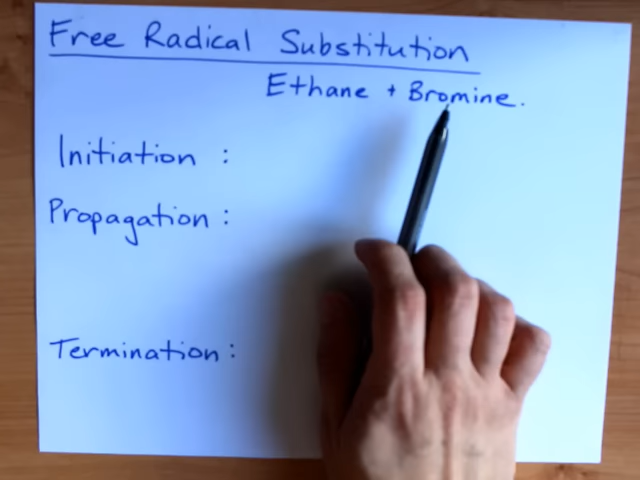 Free Radical Substitution
Ethane + Bromine.
Initiation :
Propagation :
Termination :